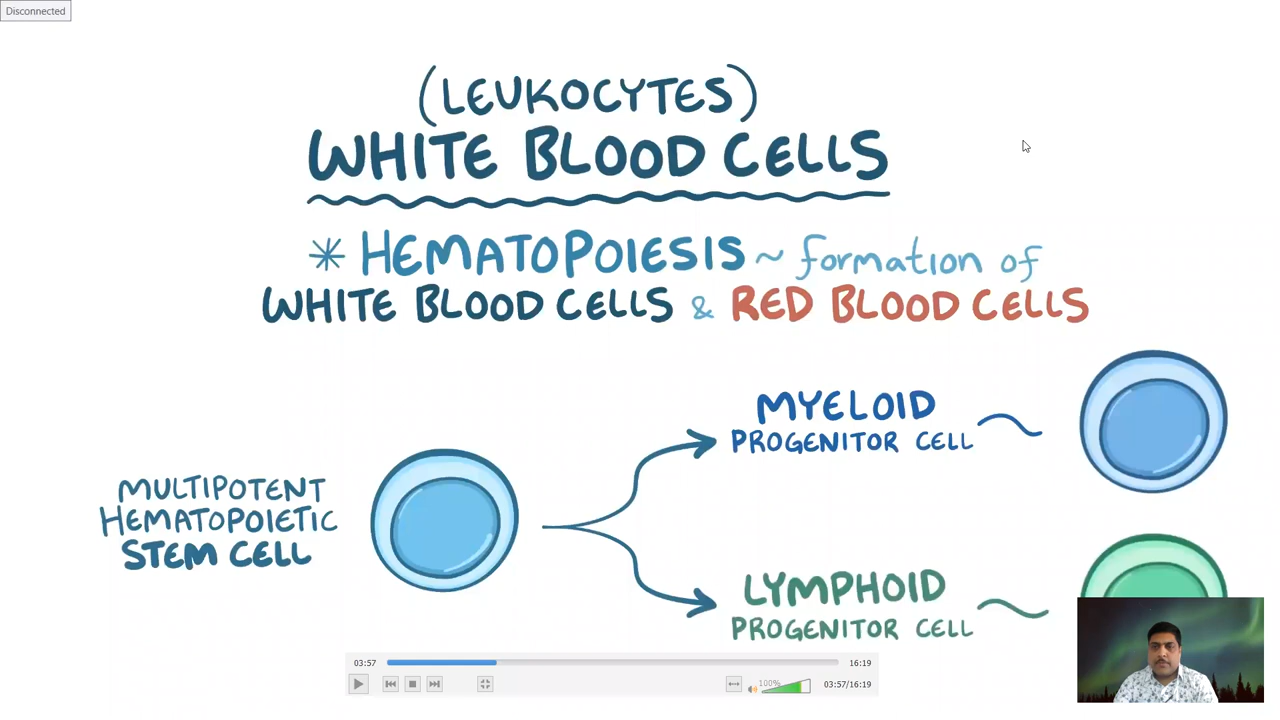 Disconnected
(LEUKOCYTES)
WHITE BLOOD CELLS
* HEMATOPOIESIS ~ formation of
WHITE BLOOD CELLS & RED BLOOD CELLS
MULTIPOTENT
HEMATOPOIETIC
STEM CELL
MYELOID
PROGENITOR CELL
LYMPHOID
PROGENITOR CELL
03:57
16:19
100%
03:57/16:19